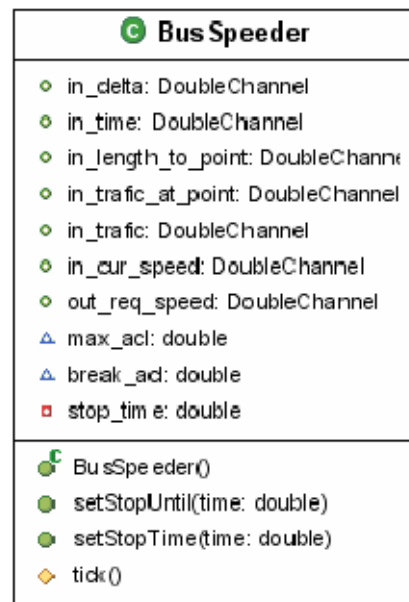 C BusSpeeder
in_delta: DoubleChannel
in_time: DoubleChannel
in_length_to_point: DoubleChanne
in_trafic_at_point: DoubleChannel
in_trafic: DoubleChannel
in_cur_speed: DoubleChannel
out_req_speed: DoubleChannel
max_acl: double
break_acl: double
stop_time: double
C BusSpeeder()
setStopUntil(time: double)
setStopTime(time: double)
tick()